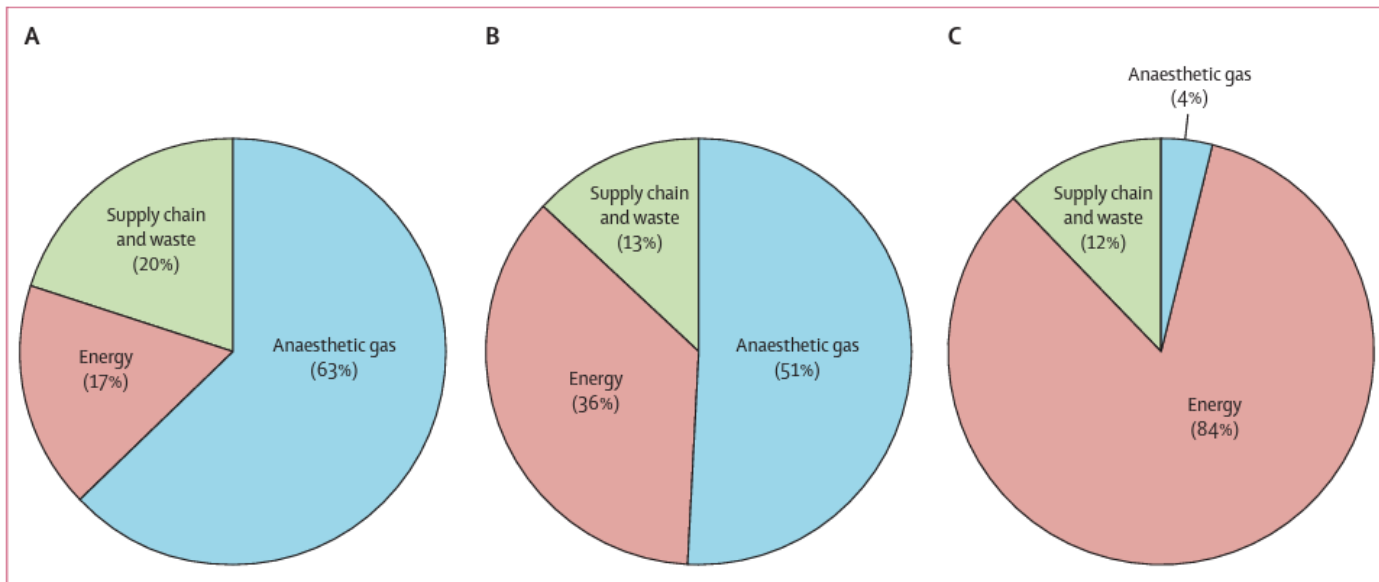 A
B
C
Anaesthetic gas
(4%)
Supply chain
and waste
(20%)
Energy
(17%)
Anaesthetic gas
(63%)
Supply chain
and waste
(13%)
Energy
(36%)
Anaesthetic gas
(51%)
Supply chain
and waste
(12%)
Energy
(84%)